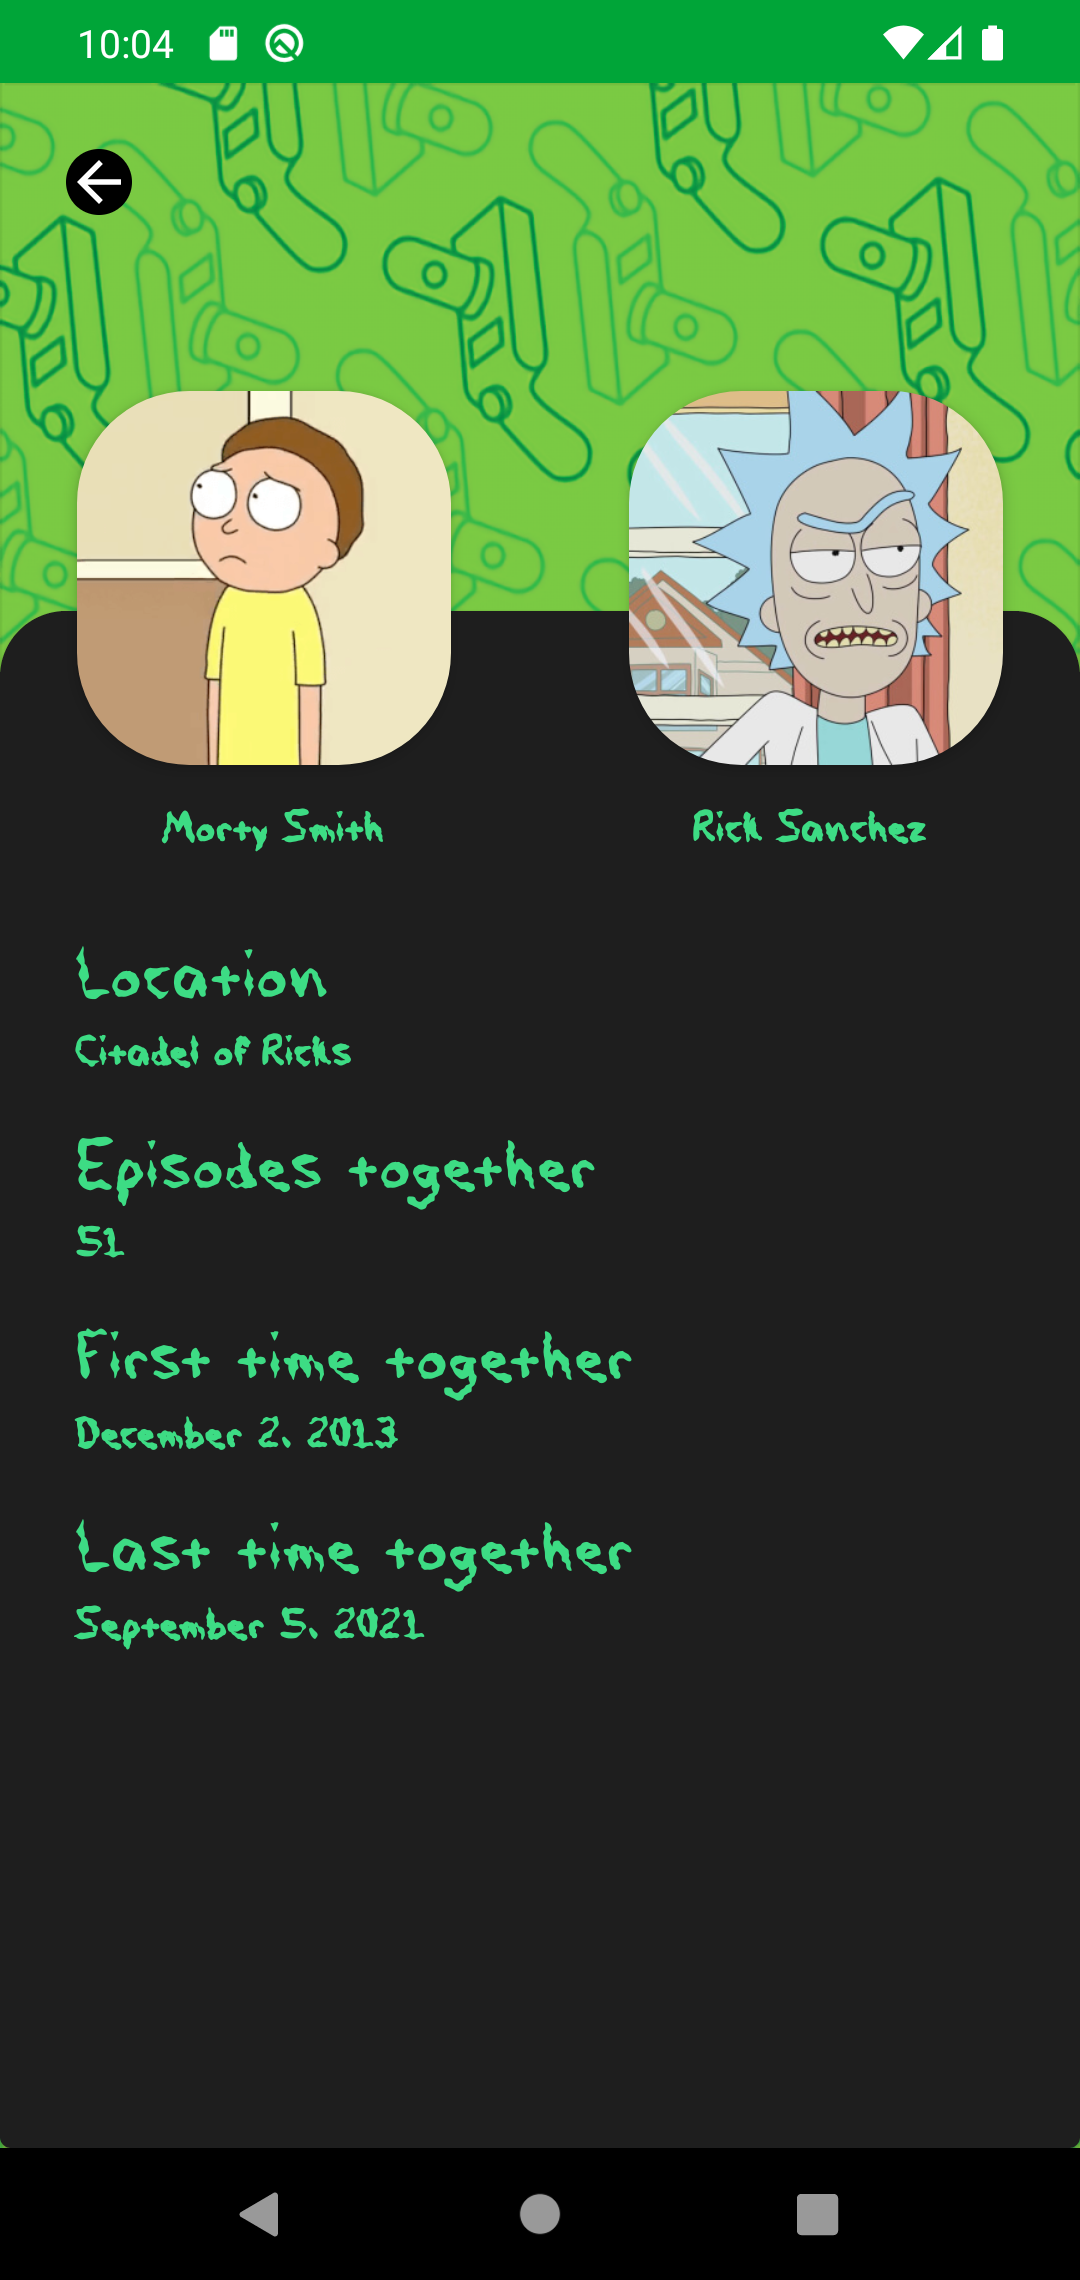 10:04
Morty Smith
Rick Sanchez
Location
Citadel of Ricks
Episodes together
51
First time together
December 2, 2013
Last time together
September 5, 2021